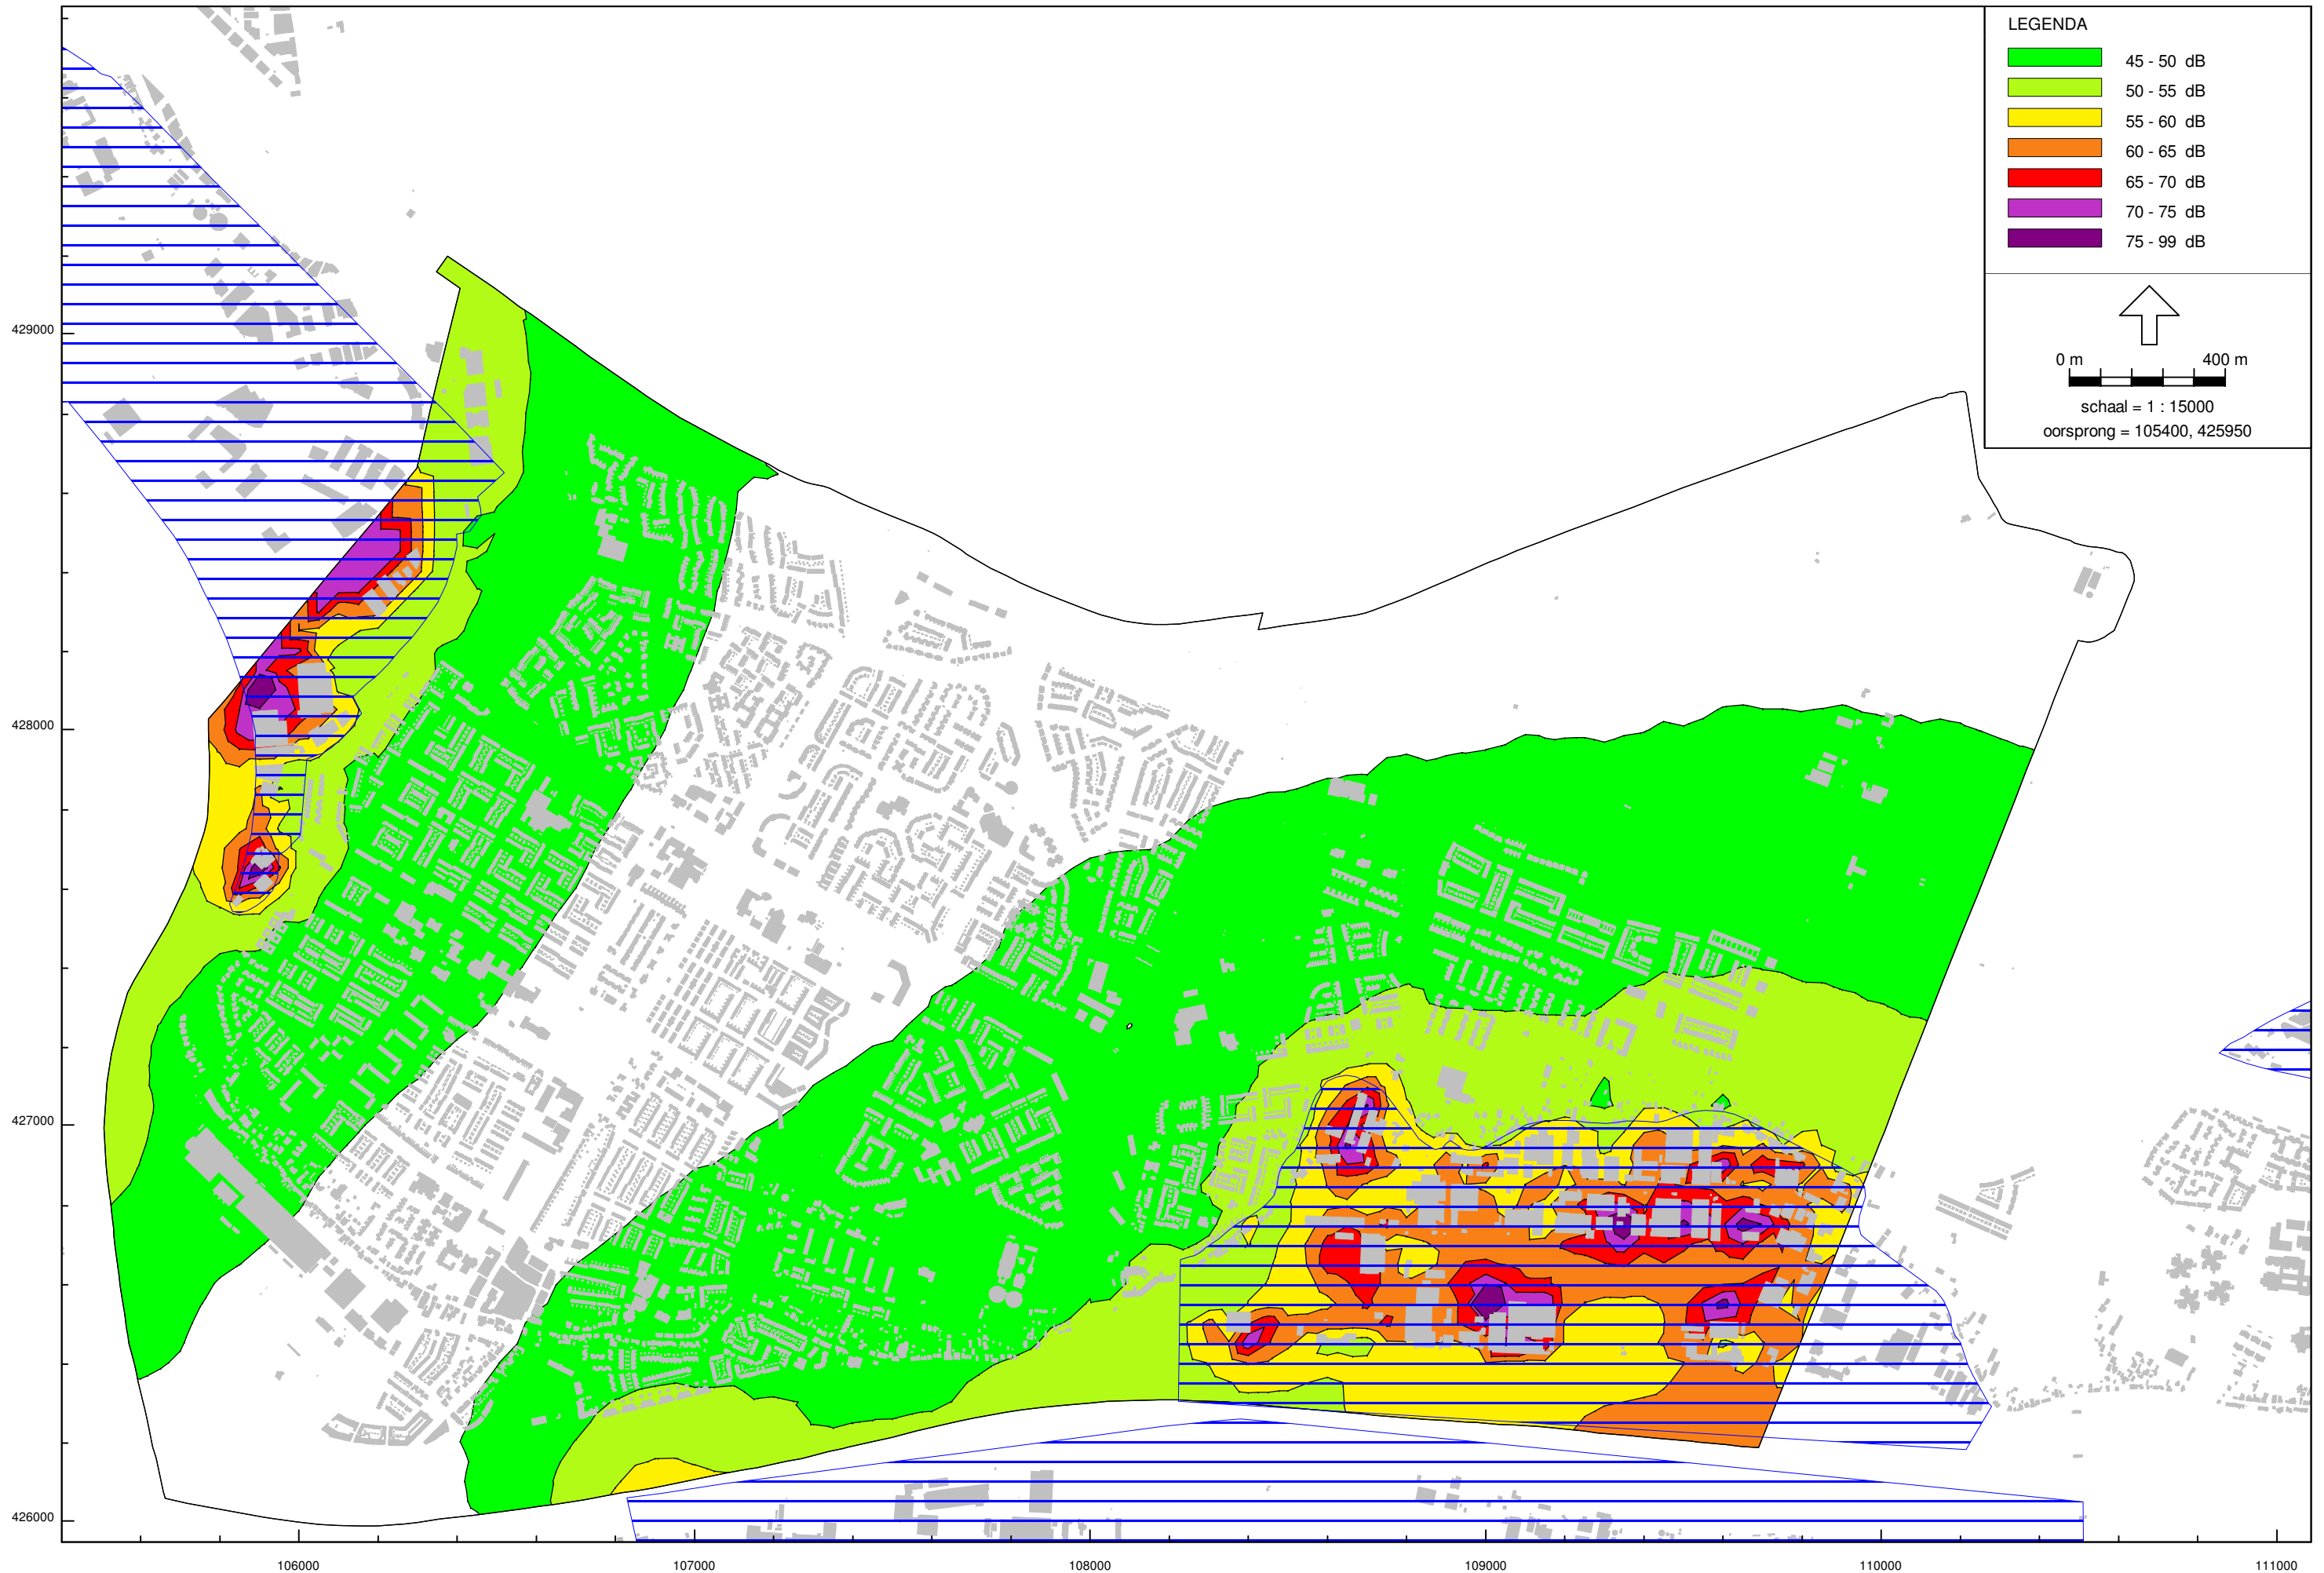 LEGENDA
45 - 50 dB
50 - 55 dB
55 - 60 dB
60 - 65 dB
65 - 70 dB
70 - 75 dB
75 - 99 dB
0 m 400 m
schaal = 1 : 15000
oorsprong = 105400, 425950
429000
428000
427000
426000
106000 107000 108000 109000 110000 111000